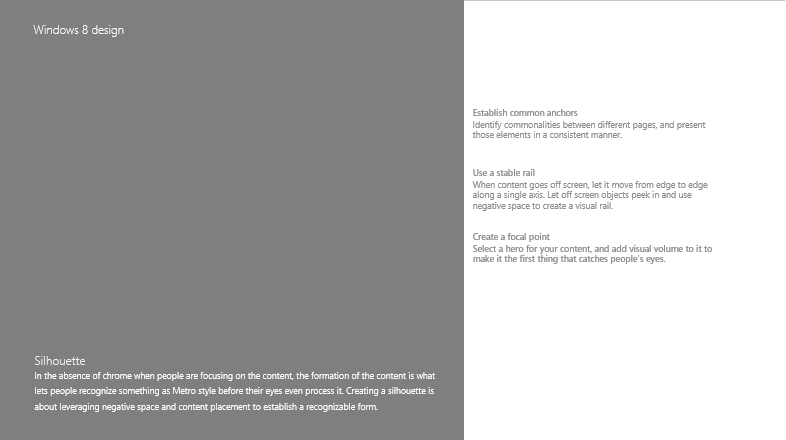 Windows 8 design
Establish common anchors
Identify commonalities between different pages, and present
those elements in a consistent manner.
Use a stable rail
When content goes off screen, let it move from edge to edge
along a single axis. Let off screen objects peek in and use
negative space to create a visual rail.
Create a focal point
Select a hero for your content, and add visual volume to it to
make it the first thing that catches people's eyes.
Silhouette
In the absence of chrome when people are focusing on the content, the formation of the content is what
lets people recognize something as Metro style before their eyes even process it. Creating a silhouette is
about leveraging negative space and content placement to establish a recognizable form.